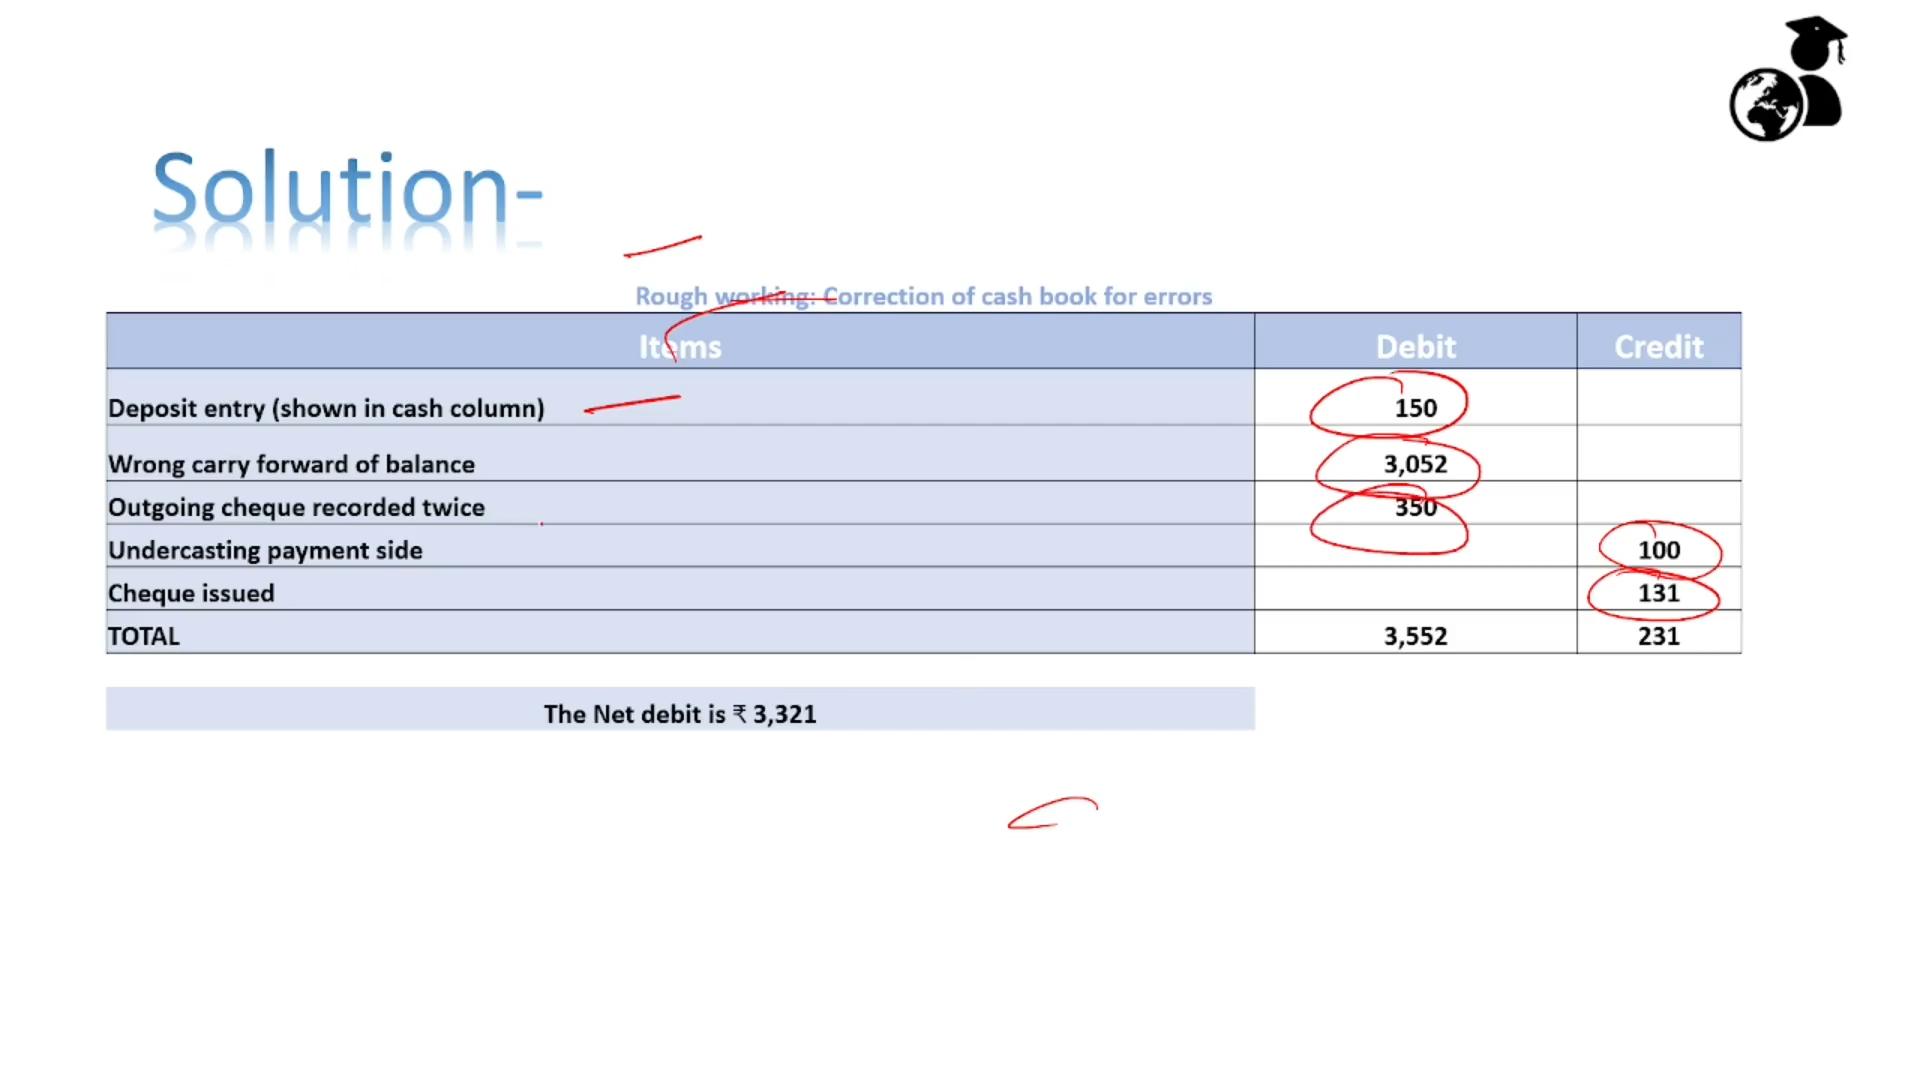 Solution-
Rough working: Correction of cash book for errors
Items Debit Credit
Deposit entry (shown in cash column) 150
Wrong carry forward of balance 3,052
Outgoing cheque recorded twice 350
Undercasting payment side 100
Cheque issued 131
TOTAL 3,552 231
The Net debit is ₹ 3,321